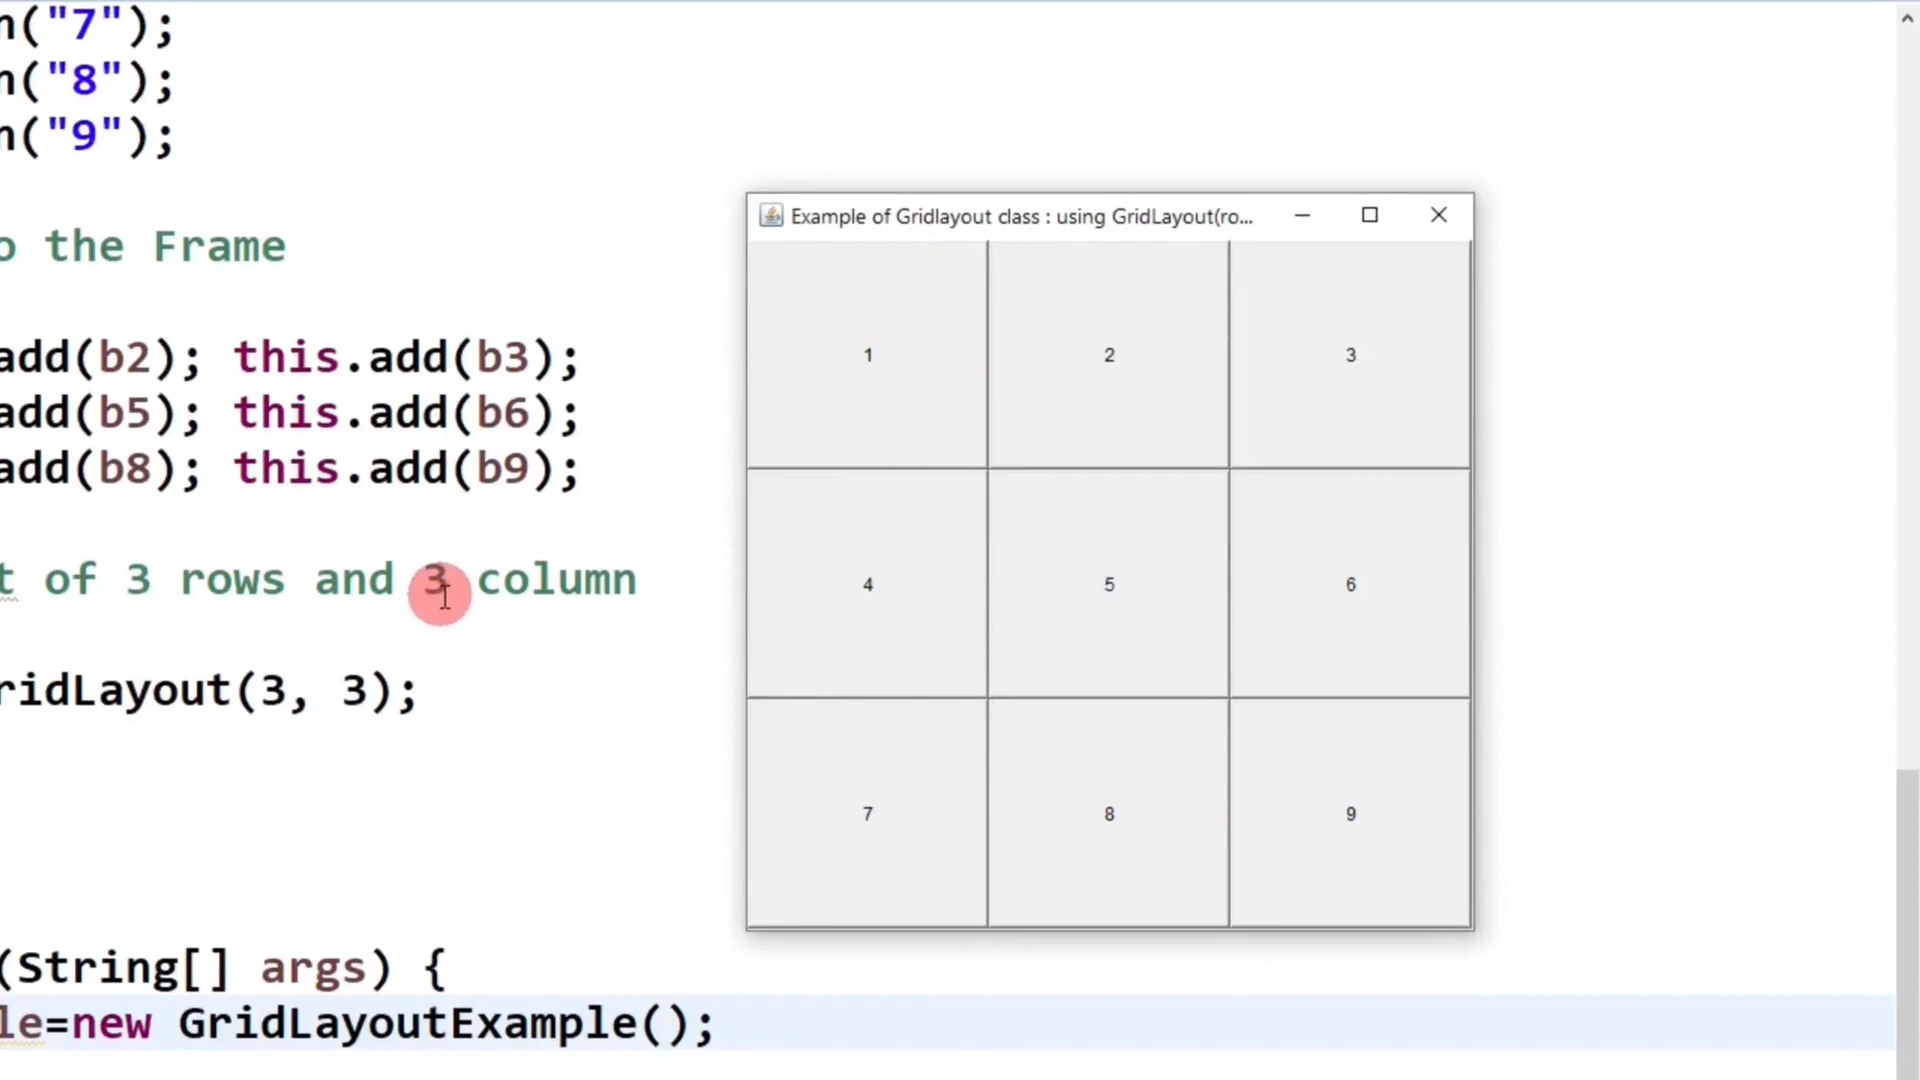 n("7");
n("8");
n("9");
o the Frame
add(b2); this.add(b3);
add(b5); this.add(b6);
add(b8); this.add(b9);
t of 3 rows and 3 column
ridLayout(3, 3);
(String[] args) {
le=new GridLayoutExample();
Example of Gridlayout class : using GridLayout(ro...
1 2 3
4 5 6
7 8 9